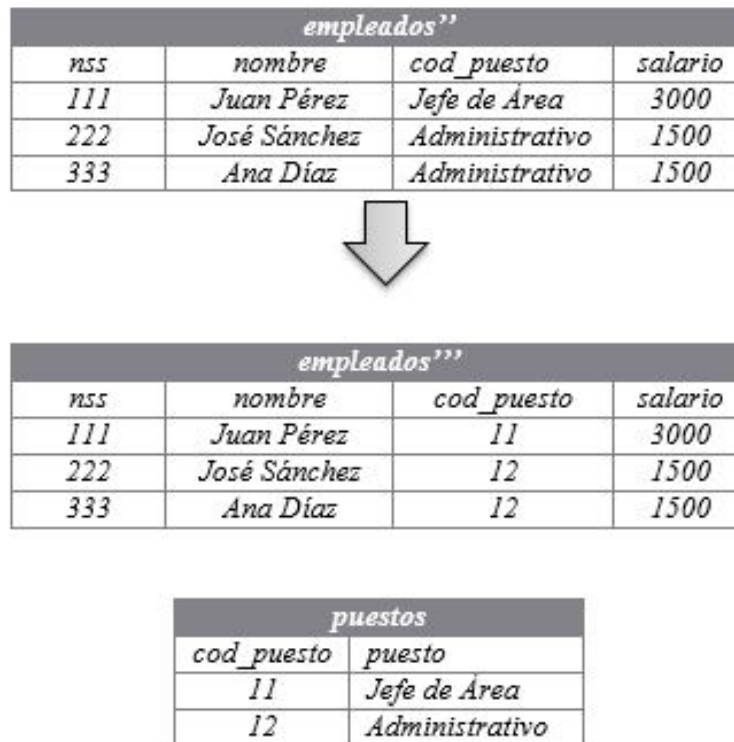 empleados’’
nss nombre cod_puesto salario
111 Juan Pérez Jefe de Área 3000
222 José Sánchez Administrativo 1500
333 Ana Díaz Administrativo 1500
empleados’’’
nss nombre cod_puesto salario
111 Juan Pérez 11 3000
222 José Sánchez 12 1500
333 Ana Díaz 12 1500
puestos
cod_puesto puesto
11 Jefe de Área
12 Administrativo